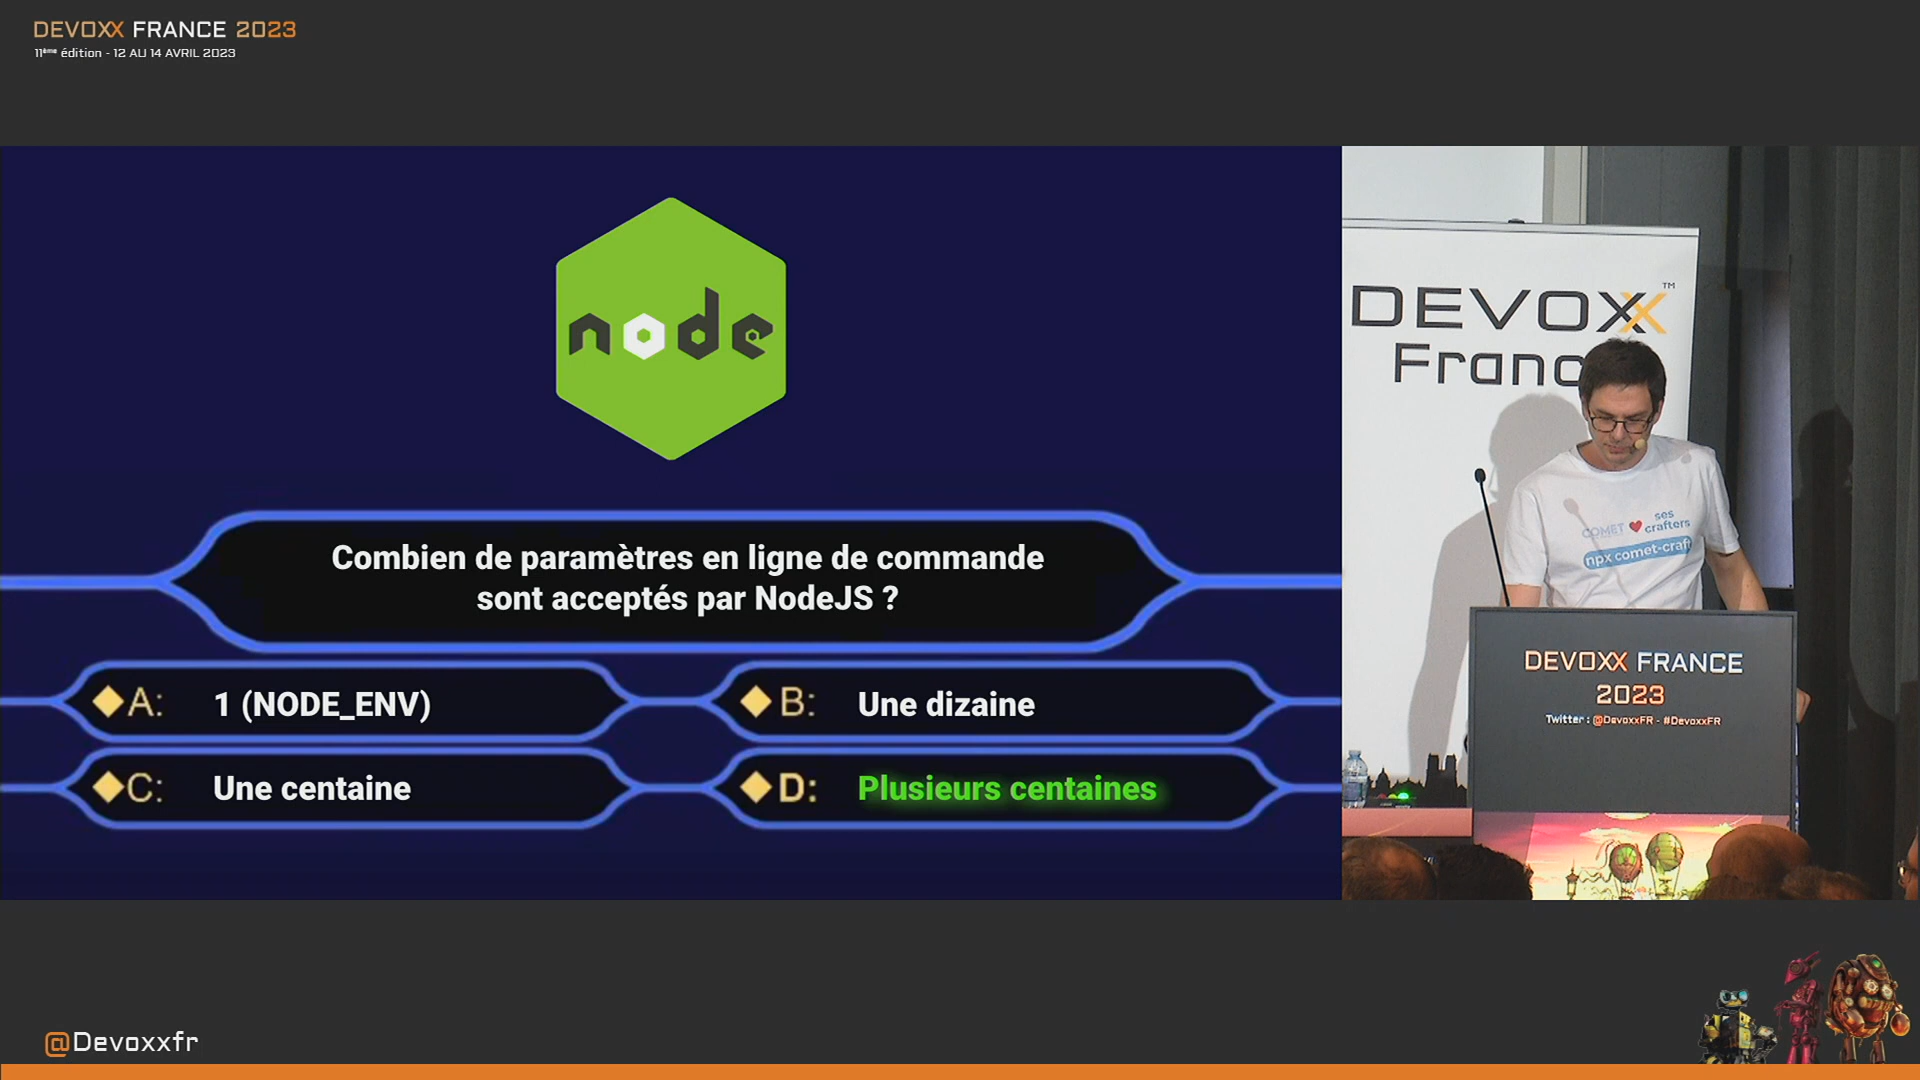 DEVOXX FRANCE 2023
11ème édition - 12 AU 14 AVRIL 2023
node
Combien de paramètres en ligne de commande
sont acceptés par NodeJS ?
A: 1 (NODE_ENV)
B: Une dizaine
C: Une centaine
D: Plusieurs centaines
DEVOXX™
Franc
COMET ❤ ses
crafters
npx comet-craft
DEVOXX FRANCE
2023
Twitter : @DevoxxFR - #DevoxxFR
@Devoxxfr